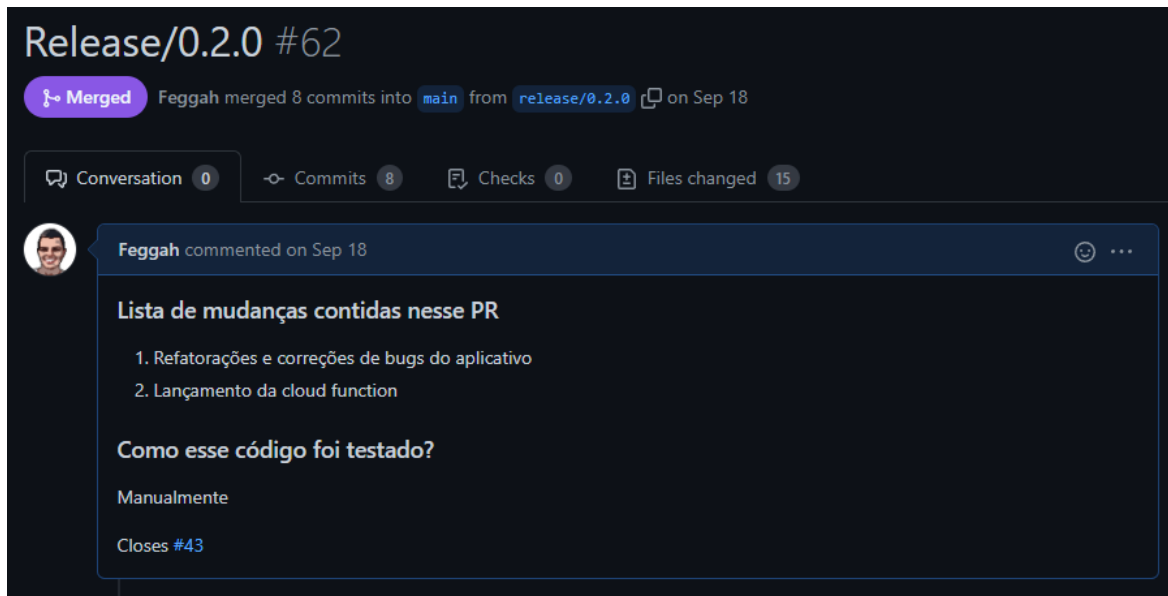 Release/0.2.0 #62
Merged Feggah merged 8 commits into main from release/0.2.0 on Sep 18
Conversation 0 Commits 8 Checks 0 Files changed 15
Feggah commented on Sep 18
Lista de mudanças contidas nesse PR
1. Refatorações e correções de bugs do aplicativo
2. Lançamento da cloud function
Como esse código foi testado?
Manualmente
Closes #43